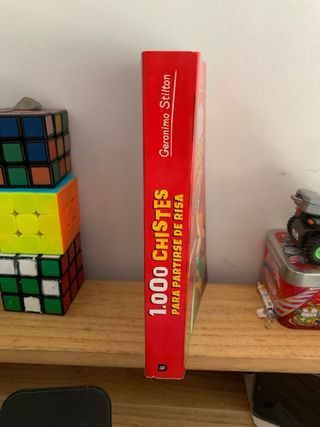 Geronimo Stilton
1.000 CHISTES
PARA PARTIRSE DE RISA